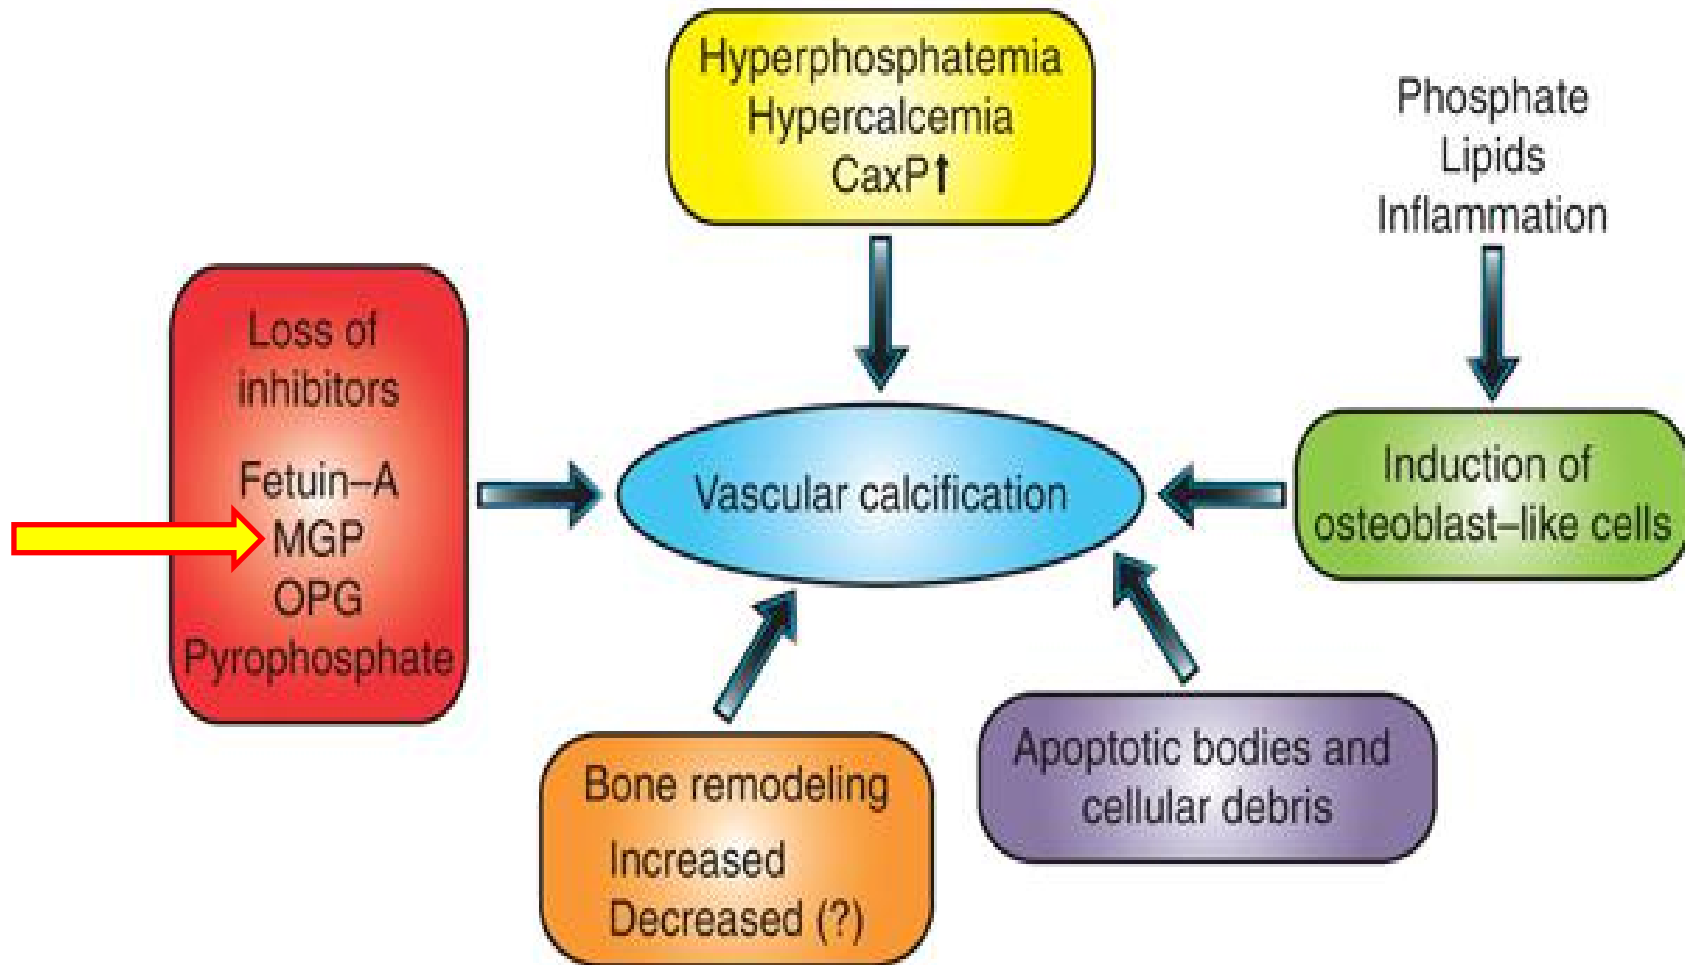 Hyperphosphatemia
Hypercalcemia
CaxP↑
Phosphate
Lipids
Inflammation
Loss of
inhibitors
Fetuin–A
MGP
OPG
Pyrophosphate
Vascular calcification
Induction of
osteoblast–like cells
Bone remodeling
Increased
Decreased (?)
Apoptotic bodies and
cellular debris